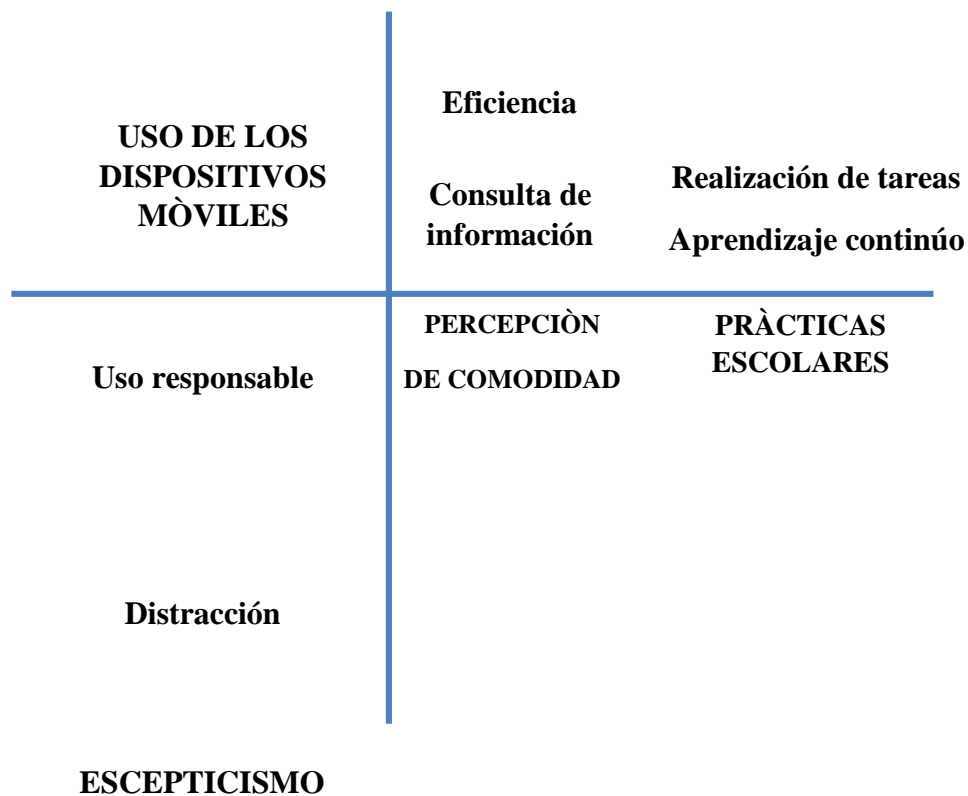 Eficiencia
USO DE LOS
DISPOSITIVOS
MÒVILES
Consulta de
información
Realización de tareas
Aprendizaje continúo
PERCEPCIÒN
DE COMODIDAD
PRÀCTICAS
ESCOLARES
Uso responsable
Distracción
ESCEPTICISMO